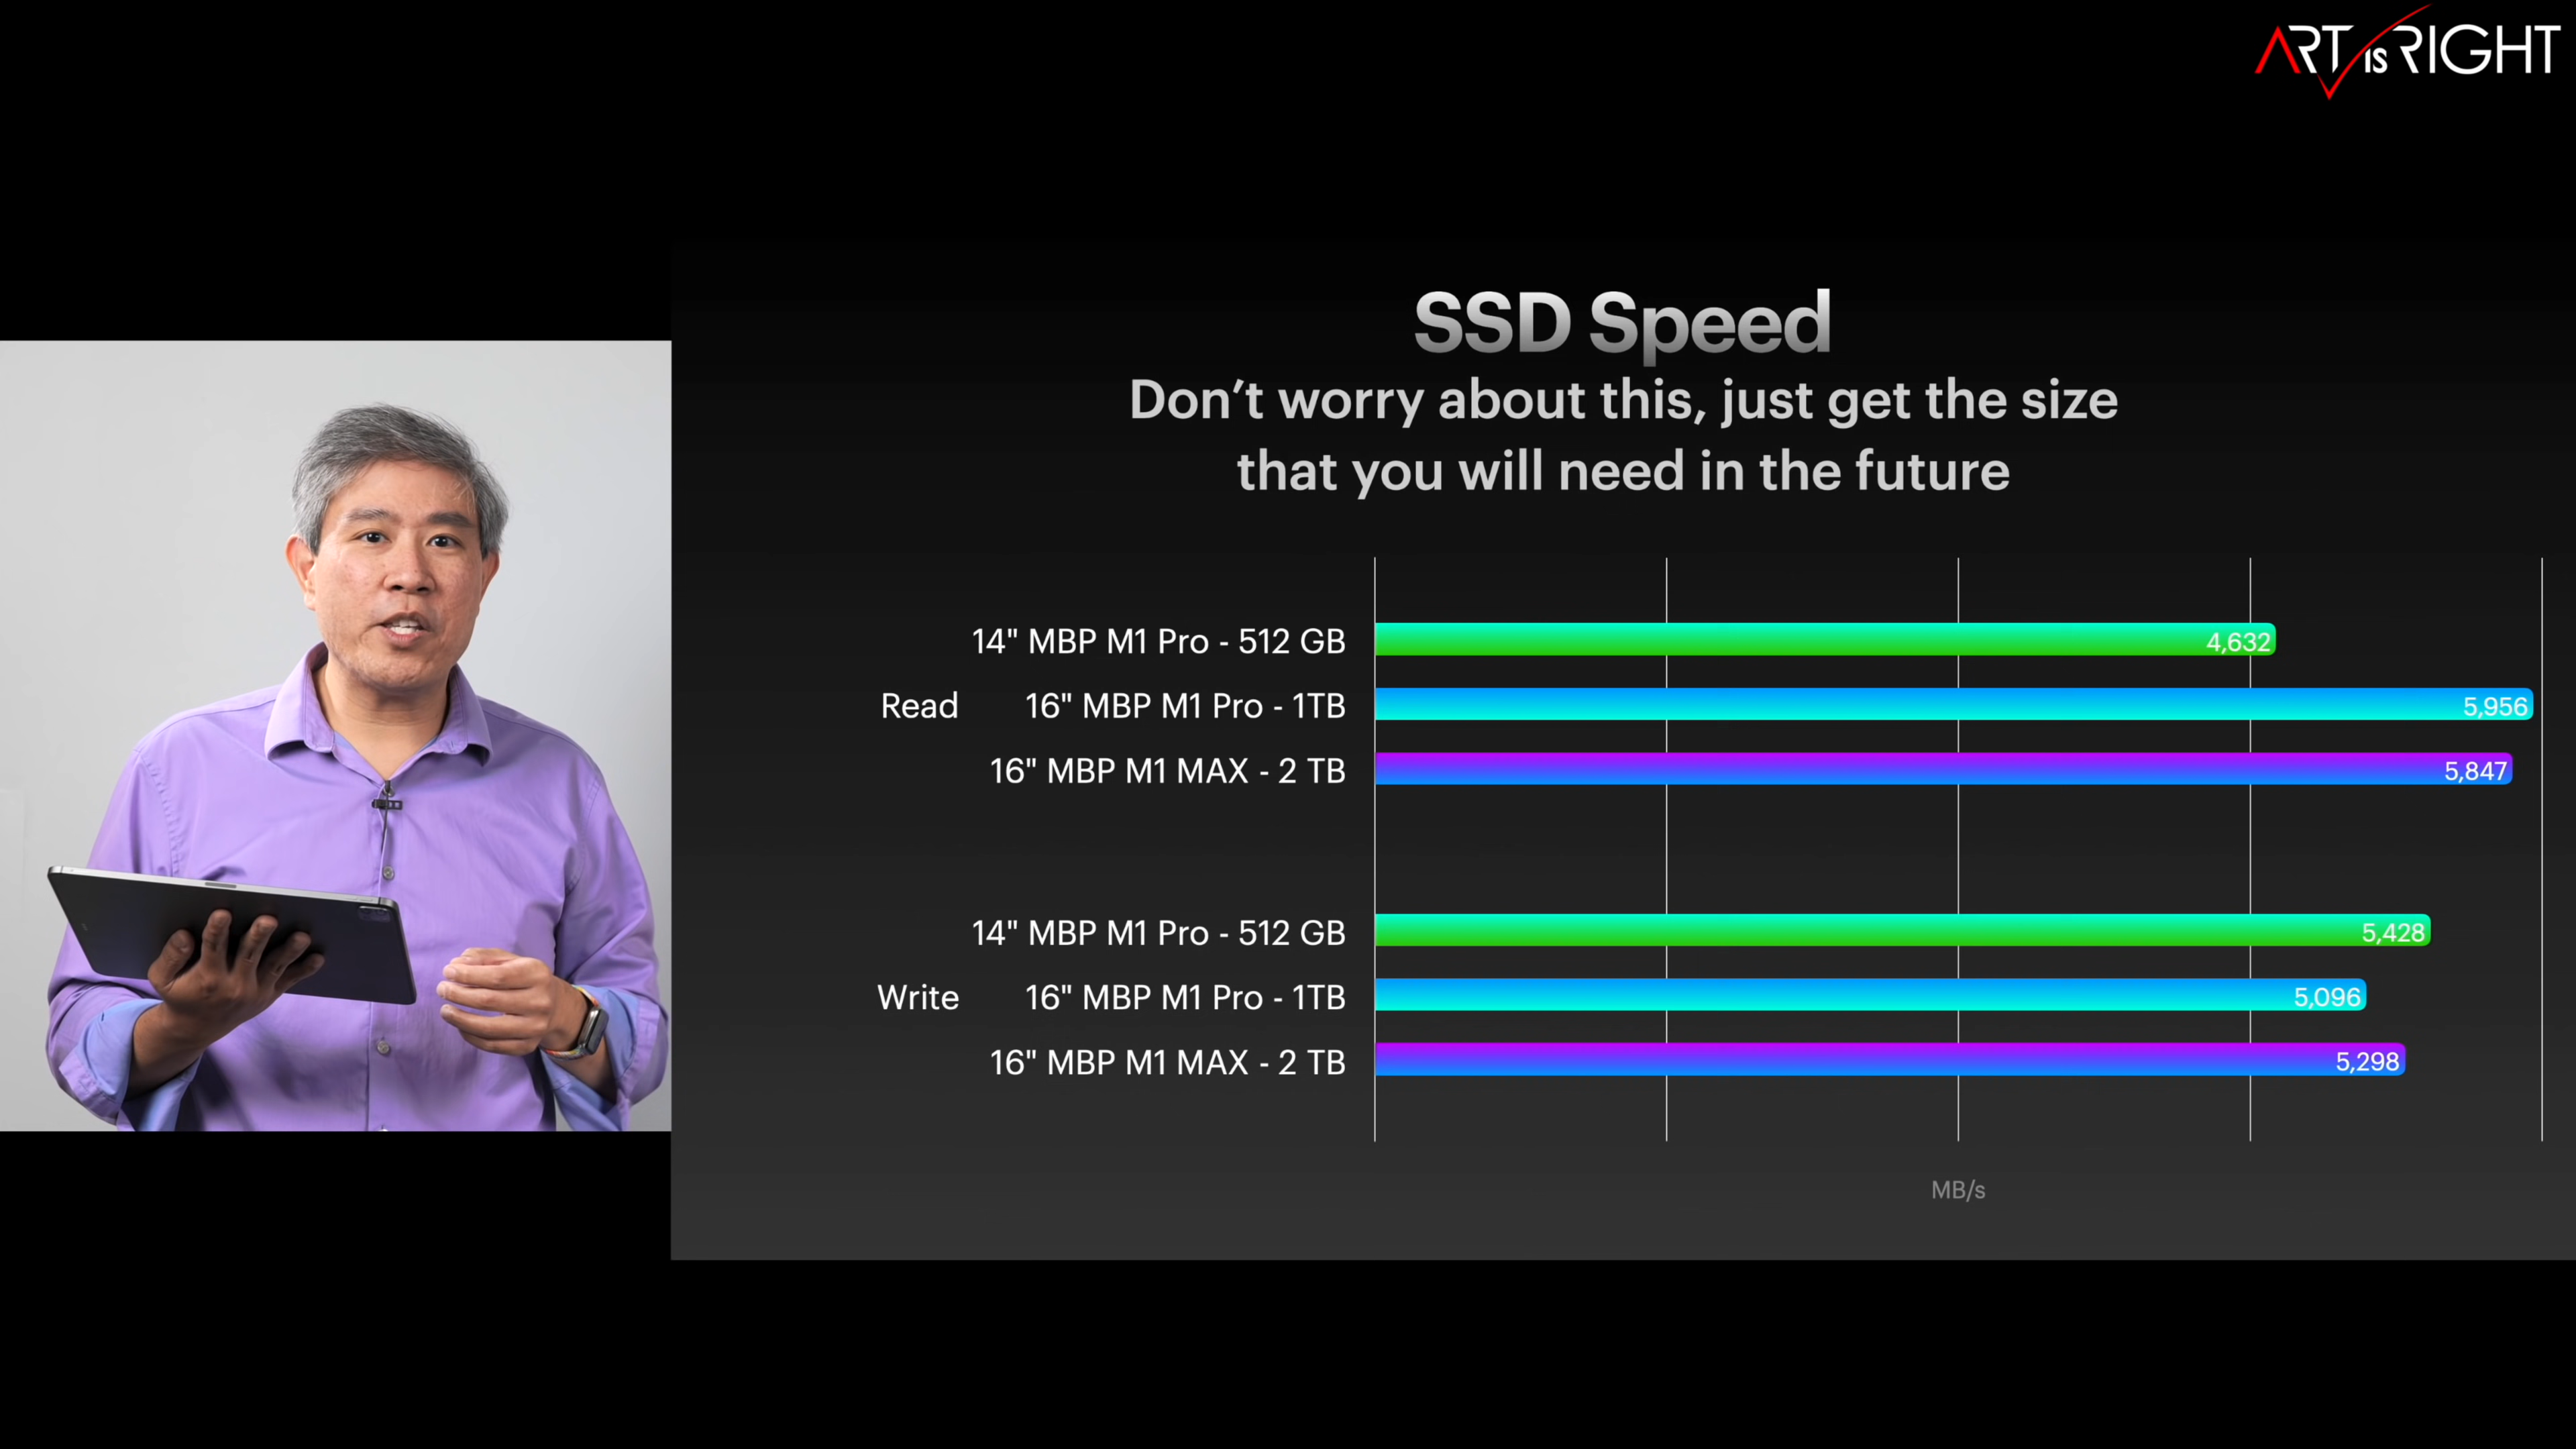 ART IS RIGHT
SSD Speed
Don’t worry about this, just get the size
that you will need in the future
14" MBP M1 Pro - 512 GB 4,632
Read 16" MBP M1 Pro - 1TB 5,956
16" MBP M1 MAX - 2 TB 5,847
14" MBP M1 Pro - 512 GB 5,428
Write 16" MBP M1 Pro - 1TB 5,096
16" MBP M1 MAX - 2 TB 5,298
MB/s